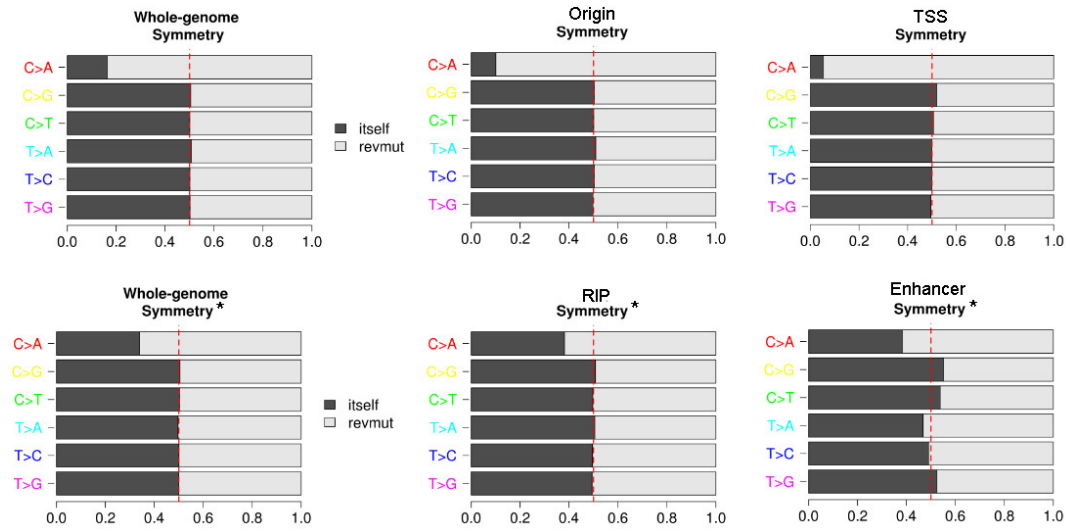 Whole-genome
Symmetry
C>A
C>G
C>T
T>A
T>C
T>G
0.0 0.2 0.4 0.6 0.8 1.0
itself
revmut
Origin
Symmetry
C>A
C>G
C>T
T>A
T>C
T>G
0.0 0.2 0.4 0.6 0.8 1.0
TSS
Symmetry
C>A
C>G
C>T
T>A
T>C
T>G
0.0 0.2 0.4 0.6 0.8 1.0
Whole-genome
Symmetry *
C>A
C>G
C>T
T>A
T>C
T>G
0.0 0.2 0.4 0.6 0.8 1.0
itself
revmut
RIP
Symmetry *
C>A
C>G
C>T
T>A
T>C
T>G
0.0 0.2 0.4 0.6 0.8 1.0
Enhancer
Symmetry *
C>A
C>G
C>T
T>A
T>C
T>G
0.0 0.2 0.4 0.6 0.8 1.0